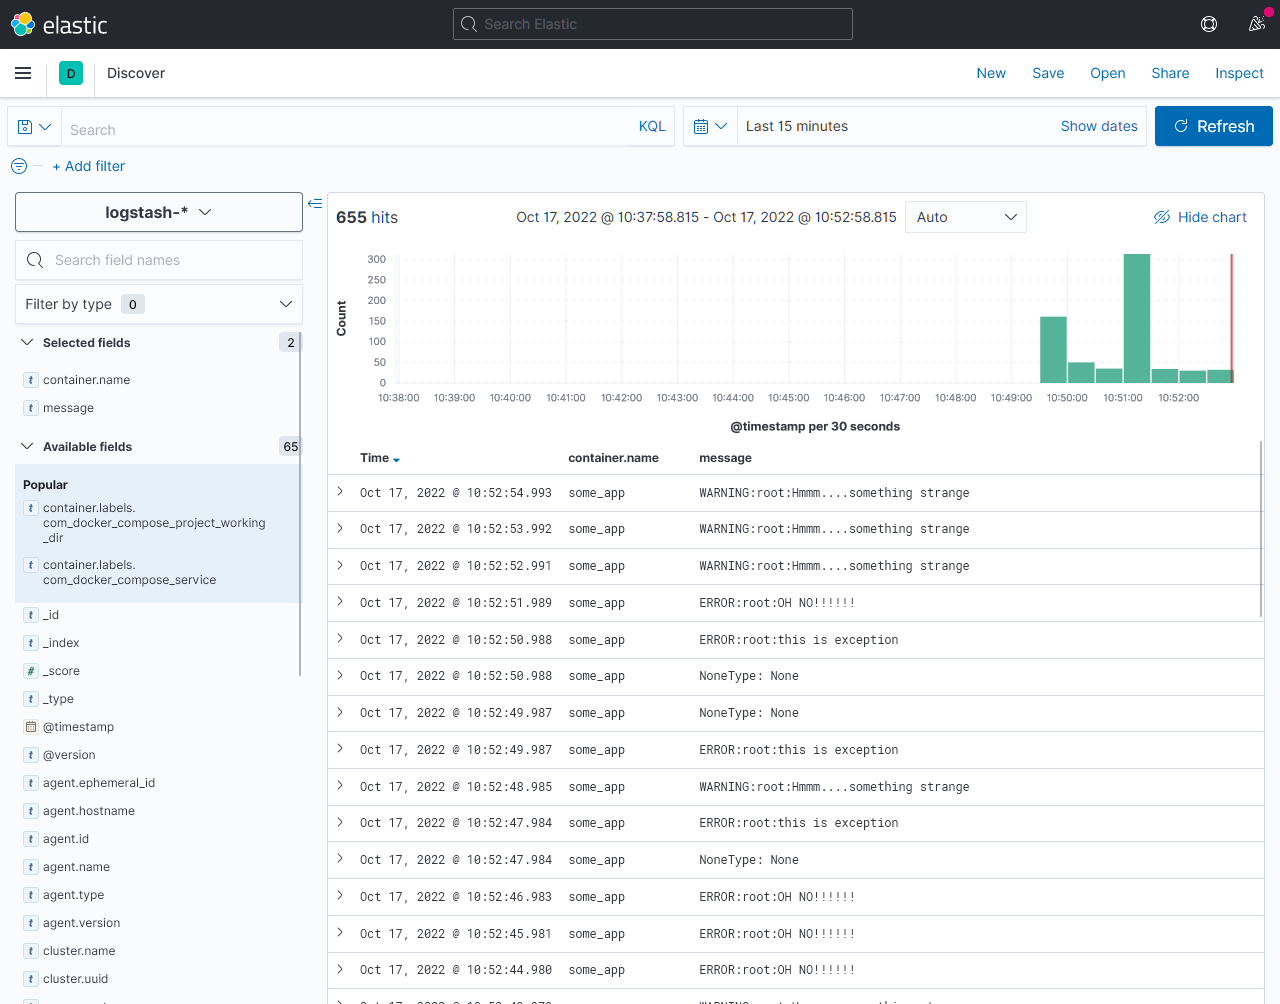 elastic
Search Elastic
D
Discover
New Save Open Share Inspect
Search
KQL
Last 15 minutes
Show dates
Refresh
+ Add filter
logstash-*
Search field names
Filter by type 0
Selected fields 2
t container.name
t message
Available fields 65
Popular
t container.labels.
com_docker_compose_project_working
_dir
t container.labels.
com_docker_compose_service
t _id
t _index
# _score
t _type
@timestamp
t @version
t agent.ephemeral_id
t agent.hostname
t agent.id
t agent.name
t agent.type
t agent.version
t cluster.name
t cluster.uuid
655 hits
Oct 17, 2022 @ 10:37:58.815 - Oct 17, 2022 @ 10:52:58.815
Auto
Hide chart
Count
300
250
200
150
100
50
0
10:38:00 10:39:00 10:40:00 10:41:00 10:42:00 10:43:00 10:44:00 10:45:00 10:46:00 10:47:00 10:48:00 10:49:00 10:50:00 10:51:00 10:52:00
@timestamp per 30 seconds
Time container.name message
Oct 17, 2022 @ 10:52:54.993 some_app WARNING:root:Hmmm....something strange
Oct 17, 2022 @ 10:52:53.992 some_app WARNING:root:Hmmm....something strange
Oct 17, 2022 @ 10:52:52.991 some_app WARNING:root:Hmmm....something strange
Oct 17, 2022 @ 10:52:51.989 some_app ERROR:root:OH NO!!!!!!
Oct 17, 2022 @ 10:52:50.988 some_app ERROR:root:this is exception
Oct 17, 2022 @ 10:52:50.988 some_app NoneType: None
Oct 17, 2022 @ 10:52:49.987 some_app NoneType: None
Oct 17, 2022 @ 10:52:49.987 some_app ERROR:root:this is exception
Oct 17, 2022 @ 10:52:48.985 some_app WARNING:root:Hmmm....something strange
Oct 17, 2022 @ 10:52:47.984 some_app ERROR:root:this is exception
Oct 17, 2022 @ 10:52:47.984 some_app NoneType: None
Oct 17, 2022 @ 10:52:46.983 some_app ERROR:root:OH NO!!!!!!
Oct 17, 2022 @ 10:52:45.981 some_app ERROR:root:OH NO!!!!!!
Oct 17, 2022 @ 10:52:44.980 some_app ERROR:root:OH NO!!!!!!